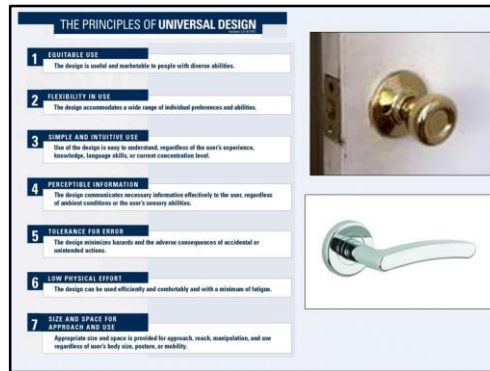 THE PRINCIPLES OF UNIVERSAL DESIGN
1 EQUITABLE USE
The design is useful and marketable to people with diverse abilities.
2 FLEXIBILITY IN USE
The design accommodates a wide range of individual preferences and abilities.
3 SIMPLE AND INTUITIVE USE
Use of the design is easy to understand, regardless of the user's experience,
knowledge, language skills, or current concentration level.
4 PERCEPTIBLE INFORMATION
The design communicates necessary information effectively to the user, regardless
of ambient conditions or the user's sensory abilities.
5 TOLERANCE FOR ERROR
The design minimizes hazards and the adverse consequences of accidental or
unintended actions.
6 LOW PHYSICAL EFFORT
The design can be used efficiently and comfortably and with a minimum of fatigue.
7 SIZE AND SPACE FOR
APPROACH AND USE
Appropriate size and space is provided for approach, reach, manipulation, and use
regardless of user's body size, posture, or mobility.